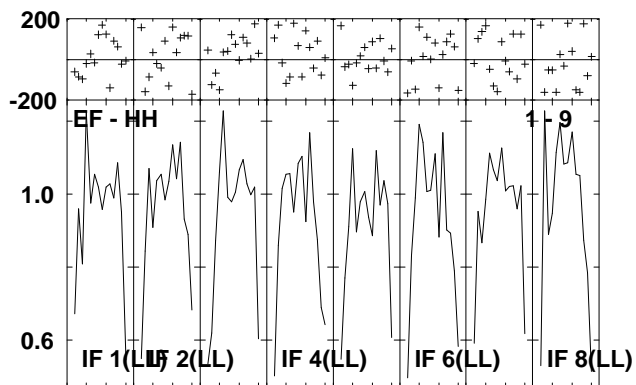 200
-200
EF - HH 1 - 9
1.0
0.6
IF 1(LL) IF 2(LL) IF 4(LL) IF 6(LL) IF 8(LL)